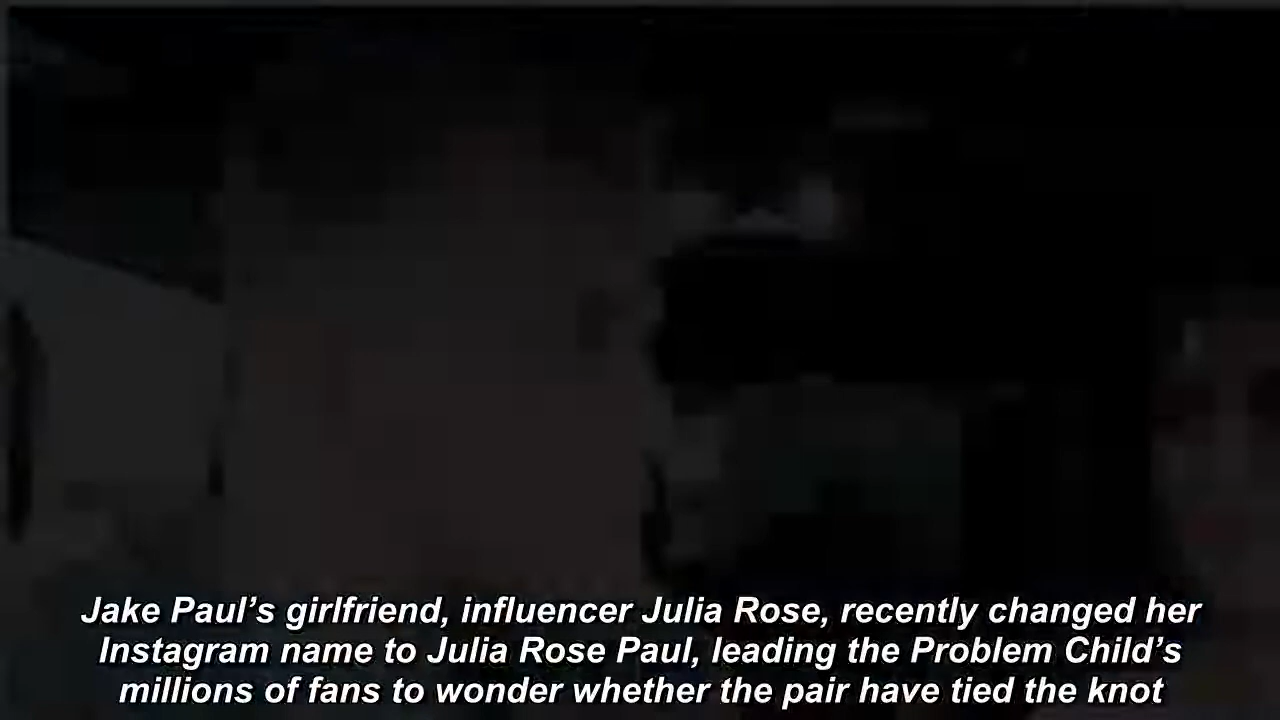 Jake Paul’s girlfriend, influencer Julia Rose, recently changed her
Instagram name to Julia Rose Paul, leading the Problem Child’s
millions of fans to wonder whether the pair have tied the knot